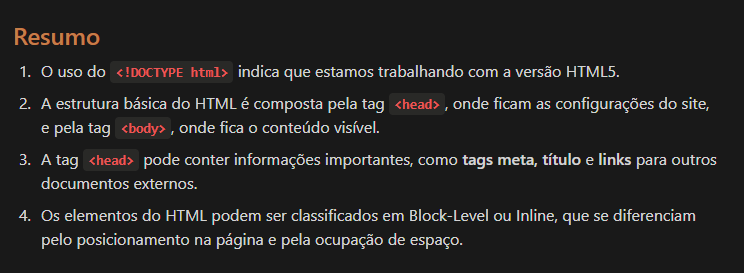 Resumo
1. O uso do <!DOCTYPE html> indica que estamos trabalhando com a versão HTML5.
2. A estrutura básica do HTML é composta pela tag <head>, onde ficam as configurações do site,
e pela tag <body>, onde fica o conteúdo visível.
3. A tag <head> pode conter informações importantes, como tags meta, título e links para outros
documentos externos.
4. Os elementos do HTML podem ser classificados em Block-Level ou Inline, que se diferenciam
pelo posicionamento na página e pela ocupação de espaço.